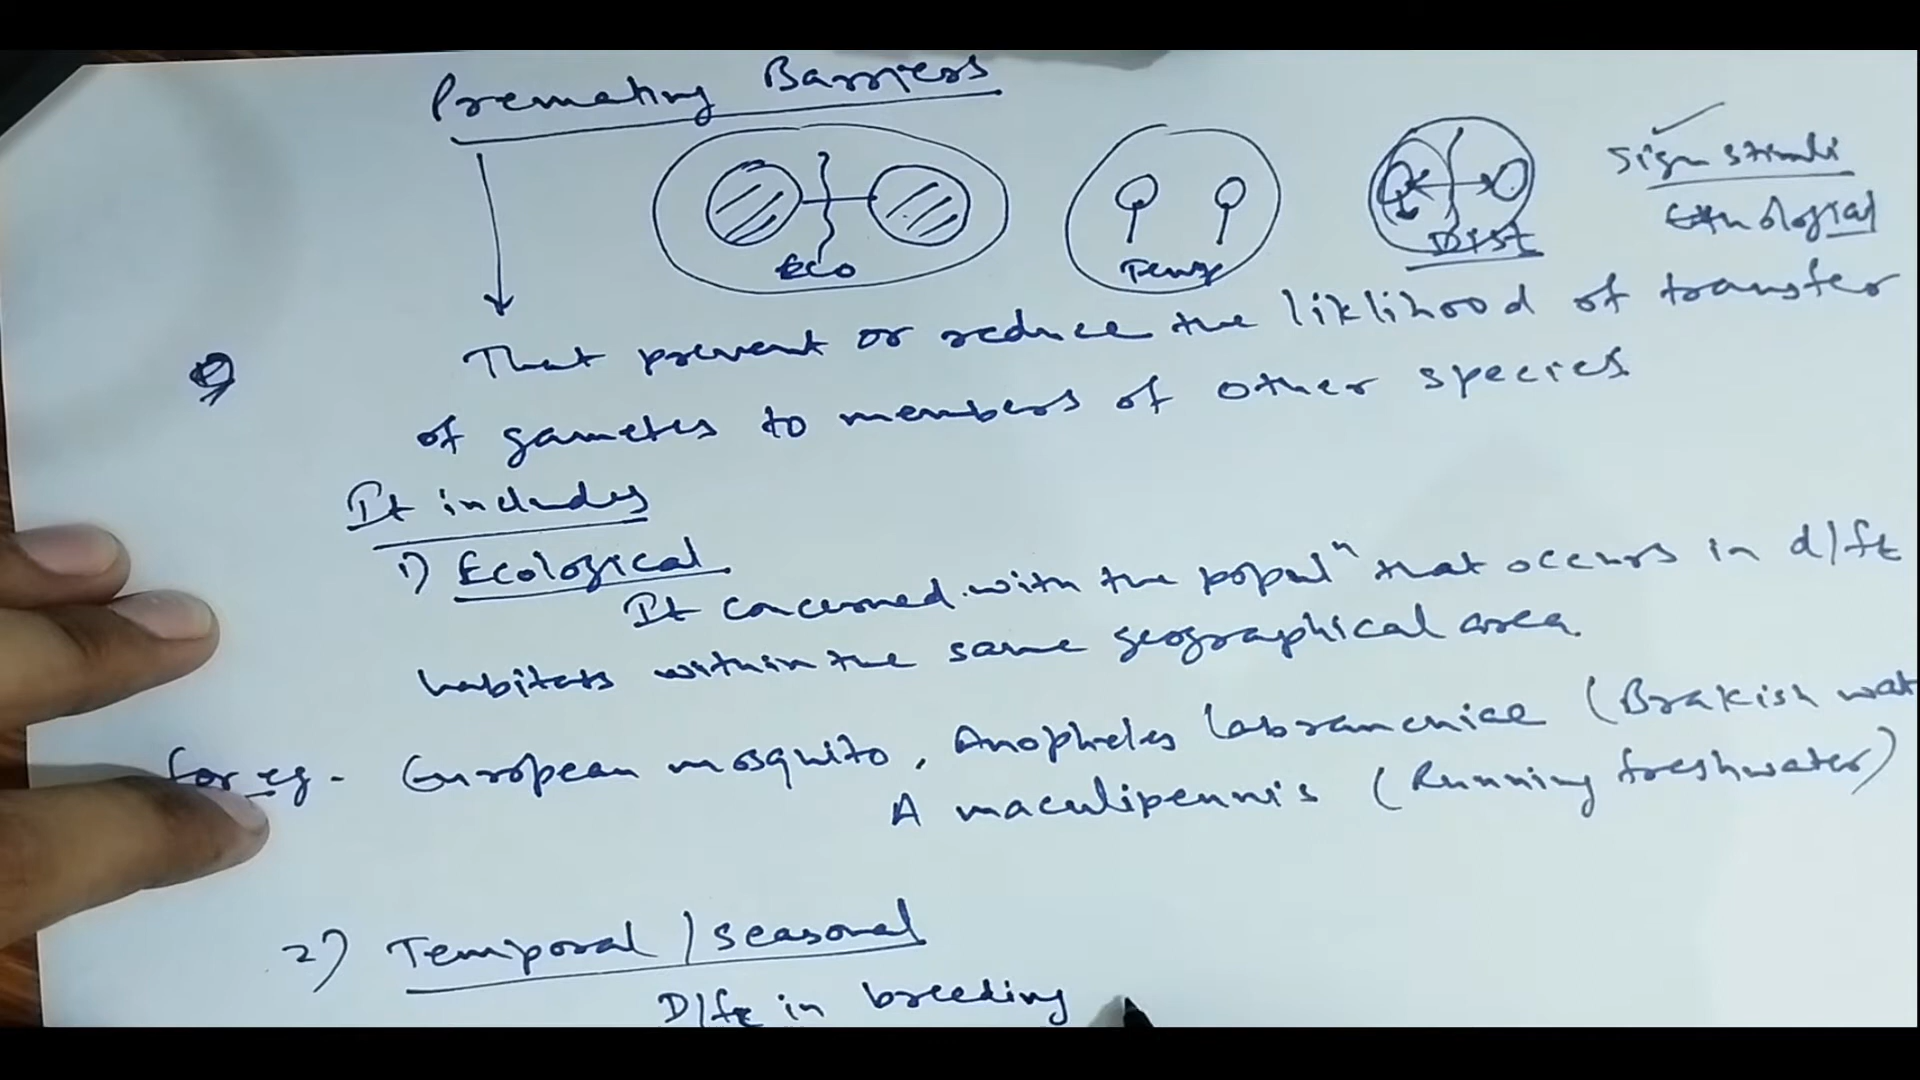 Premating Barriers
Eco
Temp
Dist
Sign stimuli
Ethological
That prevent or reduce the liklihood of transfer
of gametes to members of other species
It includes
1) Ecological
It concerned with the populⁿ that occurs in d/ft
habitats within the same geographical area.
for eg - European mosquito, Anopheles labranchiae (Brakish wat
A maculipennis (Running freshwater)
2) Temporal / seasonal
D/ft in breeding